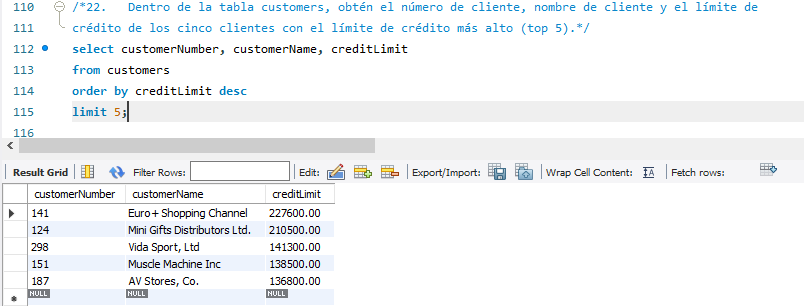 110 /*22. Dentro de la tabla customers, obtén el número de cliente, nombre de cliente y el límite de
111 crédito de los cinco clientes con el límite de crédito más alto (top 5).*/
112 select customerNumber, customerName, creditLimit
113 from customers
114 order by creditLimit desc
115 limit 5;
116
Result Grid Filter Rows: Edit: Export/Import: Wrap Cell Content: Fetch rows:
customerNumber customerName creditLimit
141 Euro+ Shopping Channel 227600.00
124 Mini Gifts Distributors Ltd. 210500.00
298 Vida Sport, Ltd 141300.00
151 Muscle Machine Inc 138500.00
187 AV Stores, Co. 136800.00
NULL NULL NULL